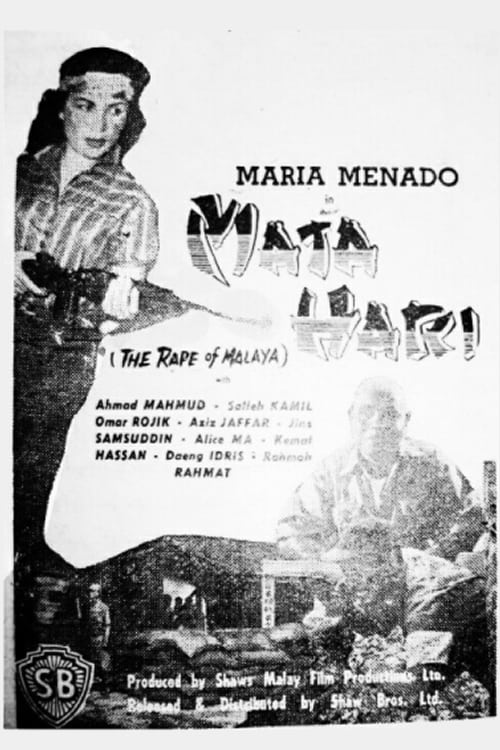 MARIA MENADO
in
MATA
HARI
(THE RAPE of MALAYA)
with
Ahmad MAHMUD - Salleh KAMIL
Omar ROJIK - Aziz JAFFAR - Jins
SAMSUDDIN - Alice MA - Kemat
HASSAN - Daeng IDRIS - Rahmah
RAHMAT
SB
Produced by Shaws Malay Film Productions Ltd.
Released & Distributed by Shaw Bros. Ltd.